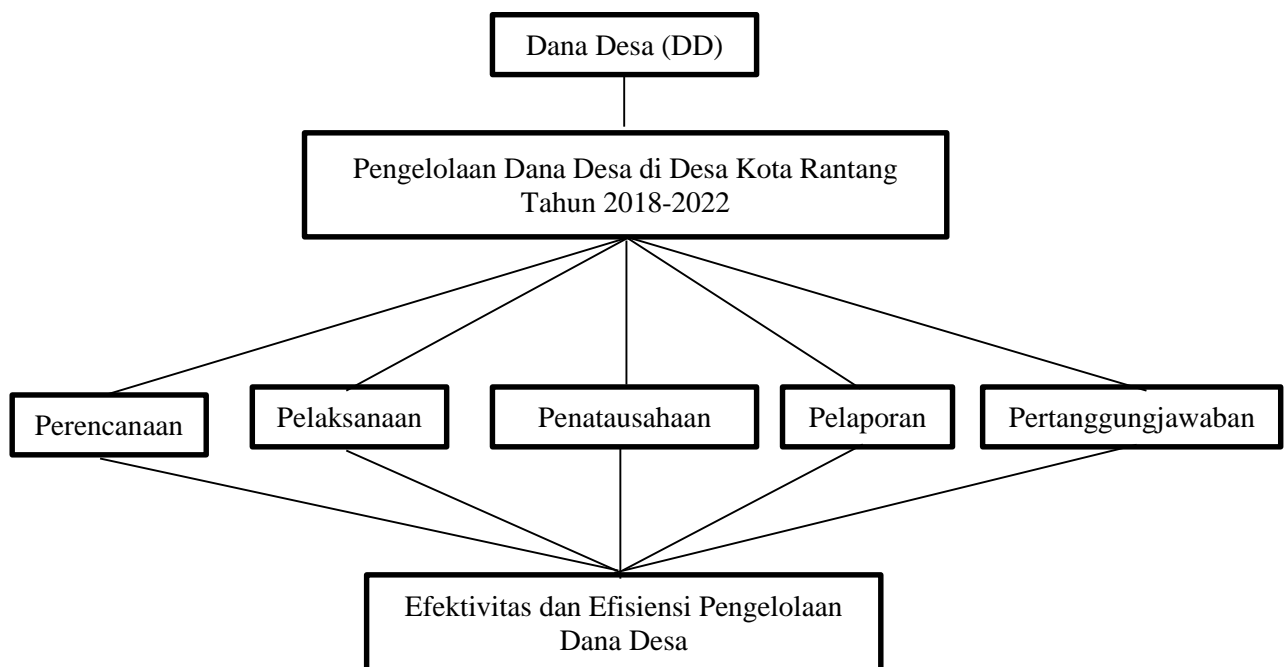 Dana Desa (DD)
Pengelolaan Dana Desa di Desa Kota Rantang
Tahun 2018-2022
Perencanaan
Pelaksanaan
Penatausahaan
Pelaporan
Pertanggungjawaban
Efektivitas dan Efisiensi Pengelolaan
Dana Desa